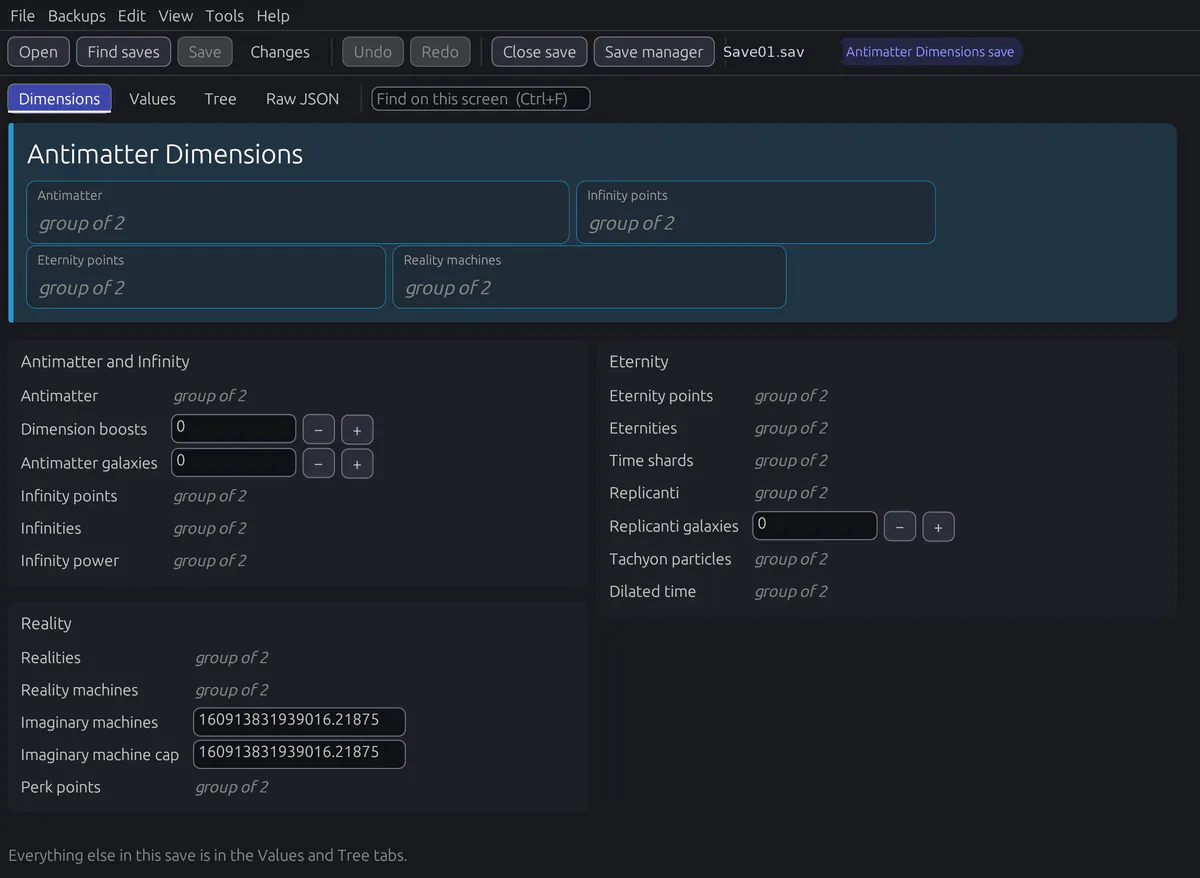 File Backups Edit View Tools Help
Open Find saves Save Changes Undo Redo Close save Save manager Save01.sav Antimatter Dimensions save
Dimensions Values Tree Raw JSON Find on this screen (Ctrl+F)
Antimatter Dimensions
Antimatter
group of 2
Infinity points
group of 2
Eternity points
group of 2
Reality machines
group of 2
Antimatter and Infinity
Antimatter group of 2
Dimension boosts 0 − +
Antimatter galaxies 0 − +
Infinity points group of 2
Infinities group of 2
Infinity power group of 2
Eternity
Eternity points group of 2
Eternities group of 2
Time shards group of 2
Replicanti group of 2
Replicanti galaxies 0 − +
Tachyon particles group of 2
Dilated time group of 2
Reality
Realities group of 2
Reality machines group of 2
Imaginary machines 160913831939016.21875
Imaginary machine cap 160913831939016.21875
Perk points group of 2
Everything else in this save is in the Values and Tree tabs.